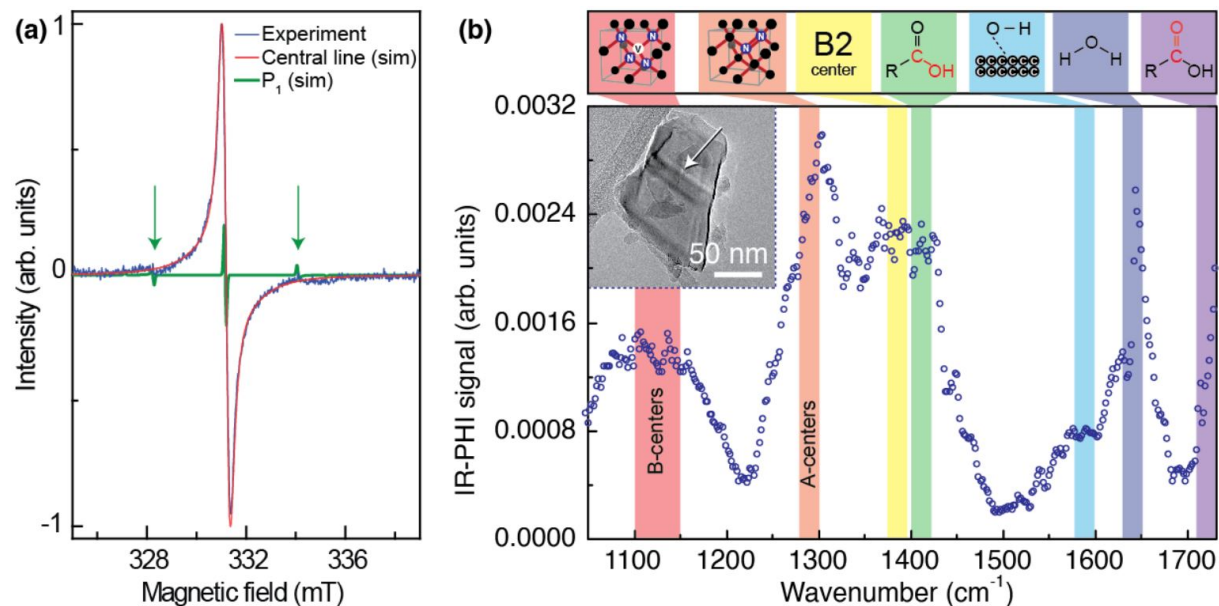 (a)
Experiment
Central line (sim)
P1 (sim)
Intensity (arb. units)
1
0
-1
328 332 336
Magnetic field (mT)
(b)
N N V N N
N N
B2
center
O
R C OH
O-H
C C C C C C
C C C C C C
O
H H
O
R C OH
IR-PHI signal (arb. units)
0.0032
0.0024
0.0016
0.0008
0.0000
50 nm
B-centers
A-centers
1100 1200 1300 1400 1500 1600 1700
Wavenumber (cm-1)